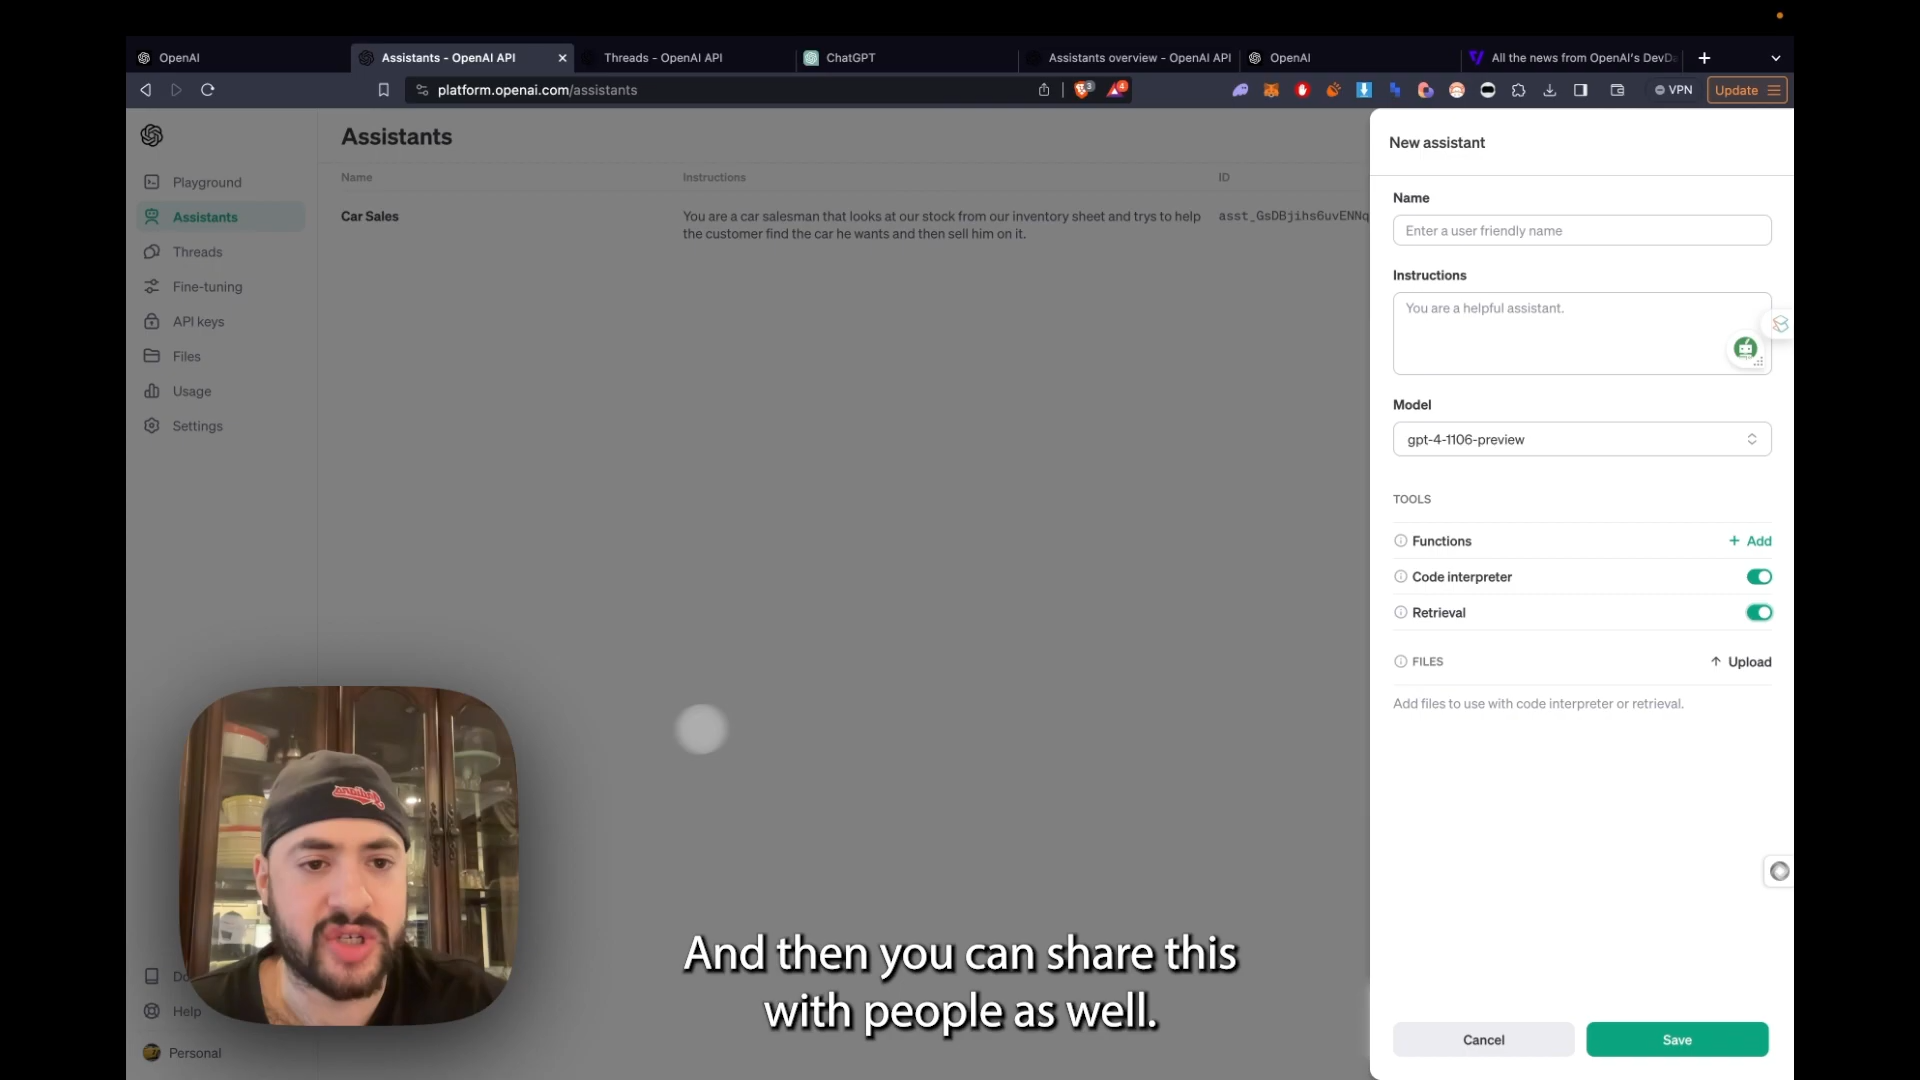 OpenAI
Assistants - OpenAI API
Threads - OpenAI API
ChatGPT
Assistants overview - OpenAI API
OpenAI
All the news from OpenAI's DevDa
platform.openai.com/assistants
3
4
VPN
Update
Playground
Assistants
Threads
Fine-tuning
API keys
Files
Usage
Settings
Help
Personal
Assistants
Name Instructions ID
Car Sales
You are a car salesman that looks at our stock from our inventory sheet and trys to help
the customer find the car he wants and then sell him on it.
asst_GsDBjihs6uvENNq
New assistant
Name
Enter a user friendly name
Instructions
You are a helpful assistant.
Model
gpt-4-1106-preview
TOOLS
Functions
+ Add
Code interpreter
Retrieval
FILES
Upload
Add files to use with code interpreter or retrieval.
Cancel
Save
Indians
And then you can share this
with people as well.